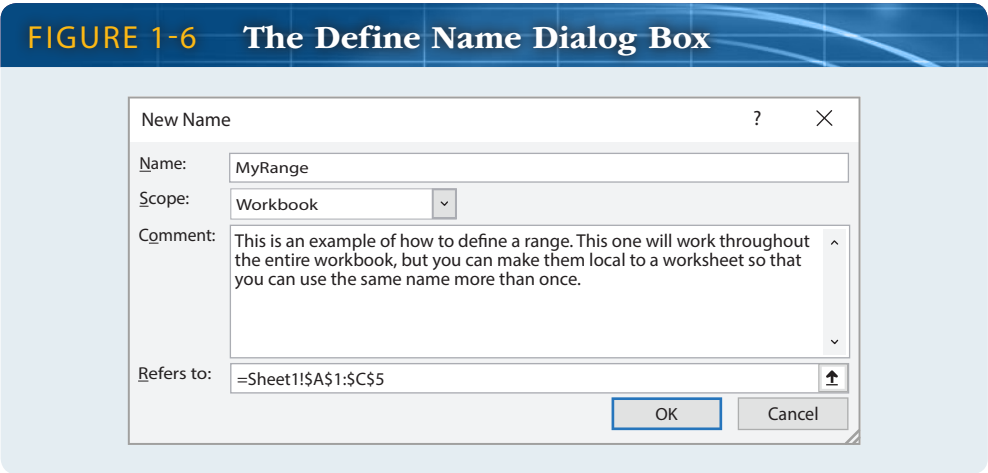 FIGURE 1-6 The Define Name Dialog Box
New Name ?
Name: MyRange
Scope: Workbook
Comment: This is an example of how to define a range. This one will work throughout
the entire workbook, but you can make them local to a worksheet so that
you can use the same name more than once.
Refers to: =Sheet1!$A$1:$C$5
OK Cancel